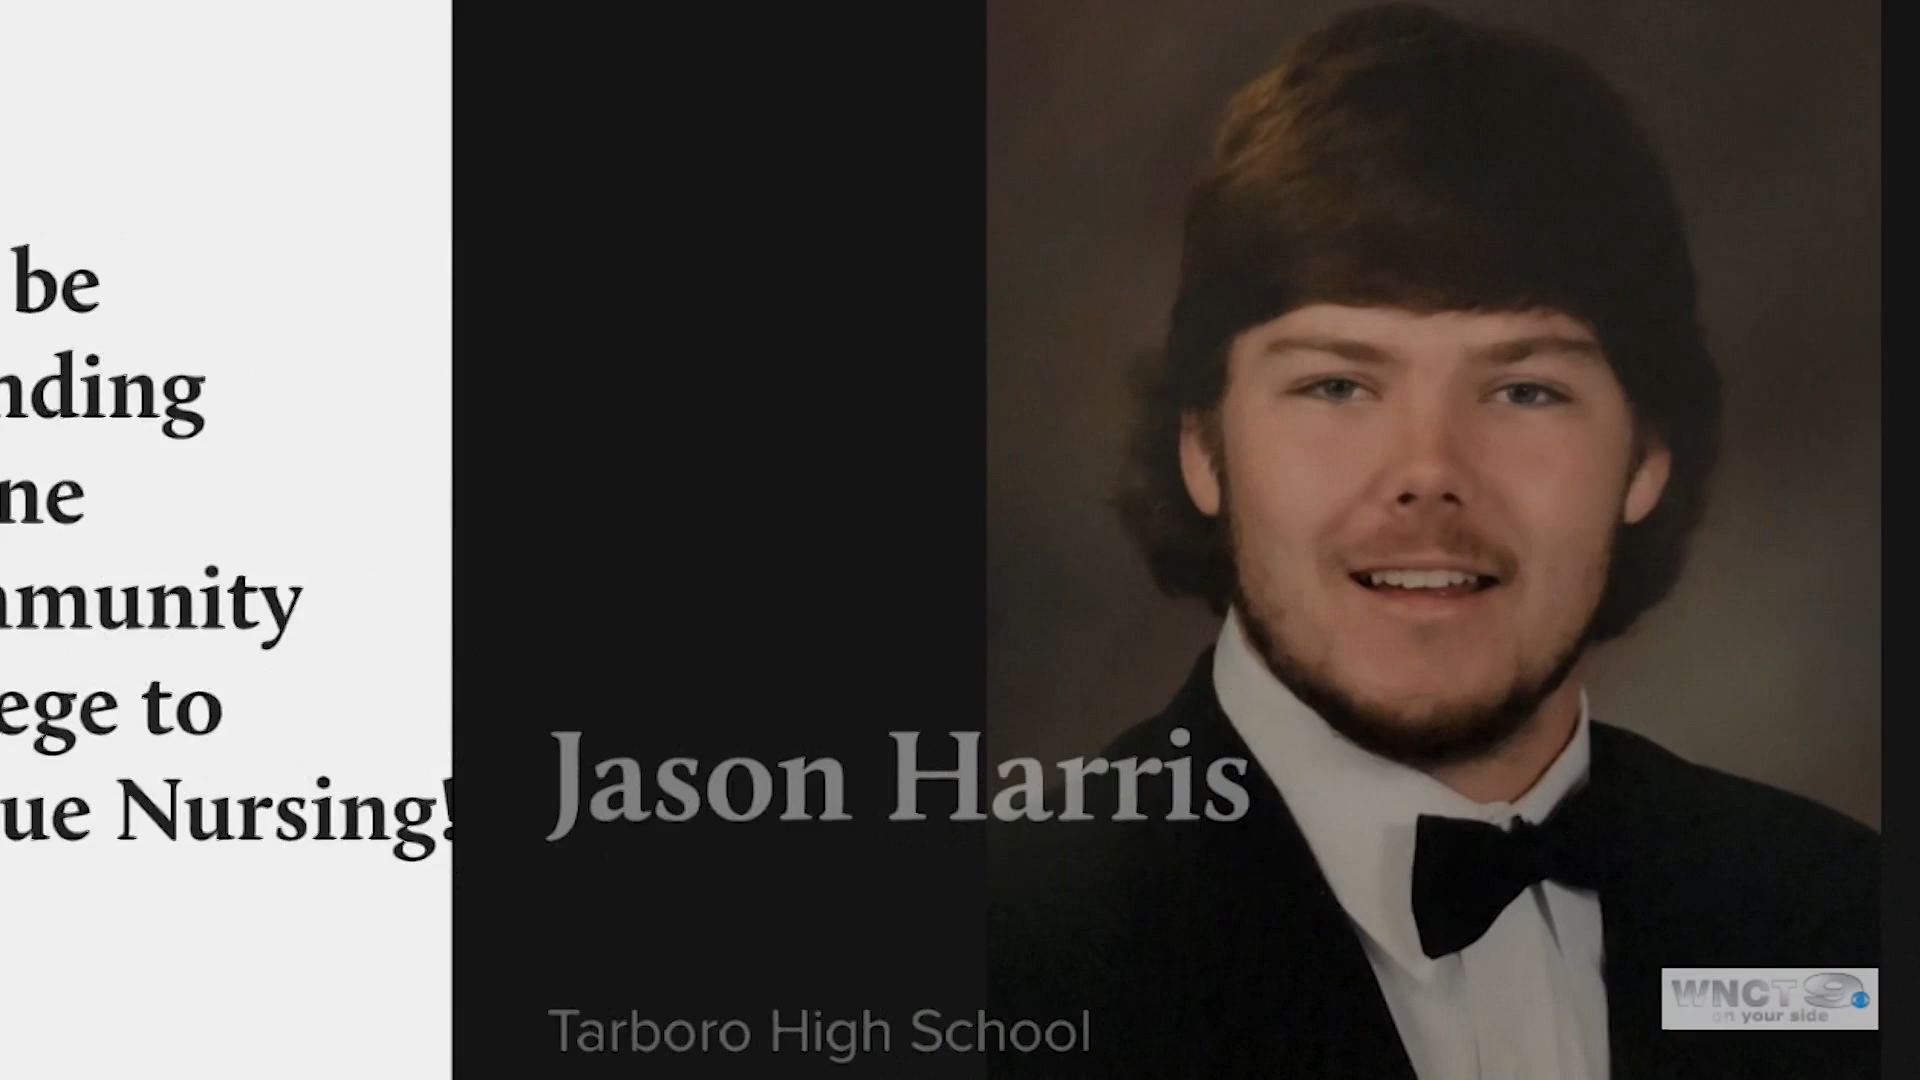 be
nding
ne
mmunity
ege to
ue Nursing!
Jason Harris
Tarboro High School
WNCT 9
on your side